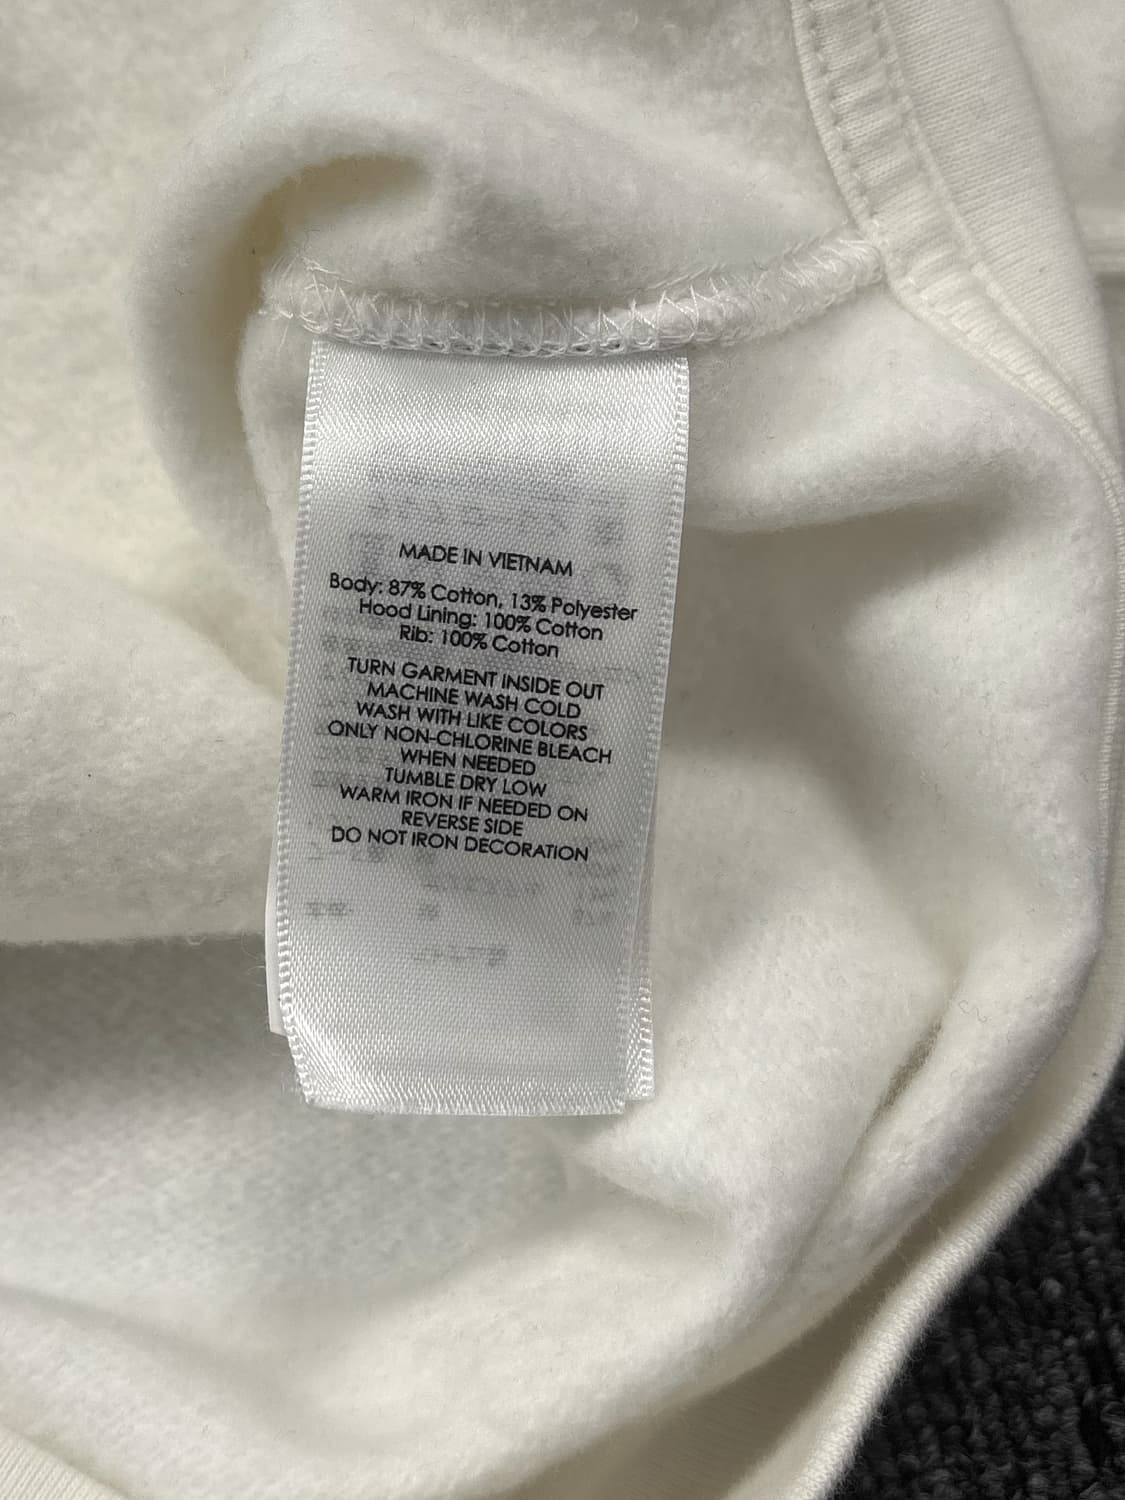 MADE IN VIETNAM
Body: 87% Cotton, 13% Polyester
Hood Lining: 100% Cotton
Rib: 100% Cotton
TURN GARMENT INSIDE OUT
MACHINE WASH COLD
WASH WITH LIKE COLORS
ONLY NON-CHLORINE BLEACH
WHEN NEEDED
TUMBLE DRY LOW
WARM IRON IF NEEDED ON
REVERSE SIDE
DO NOT IRON DECORATION